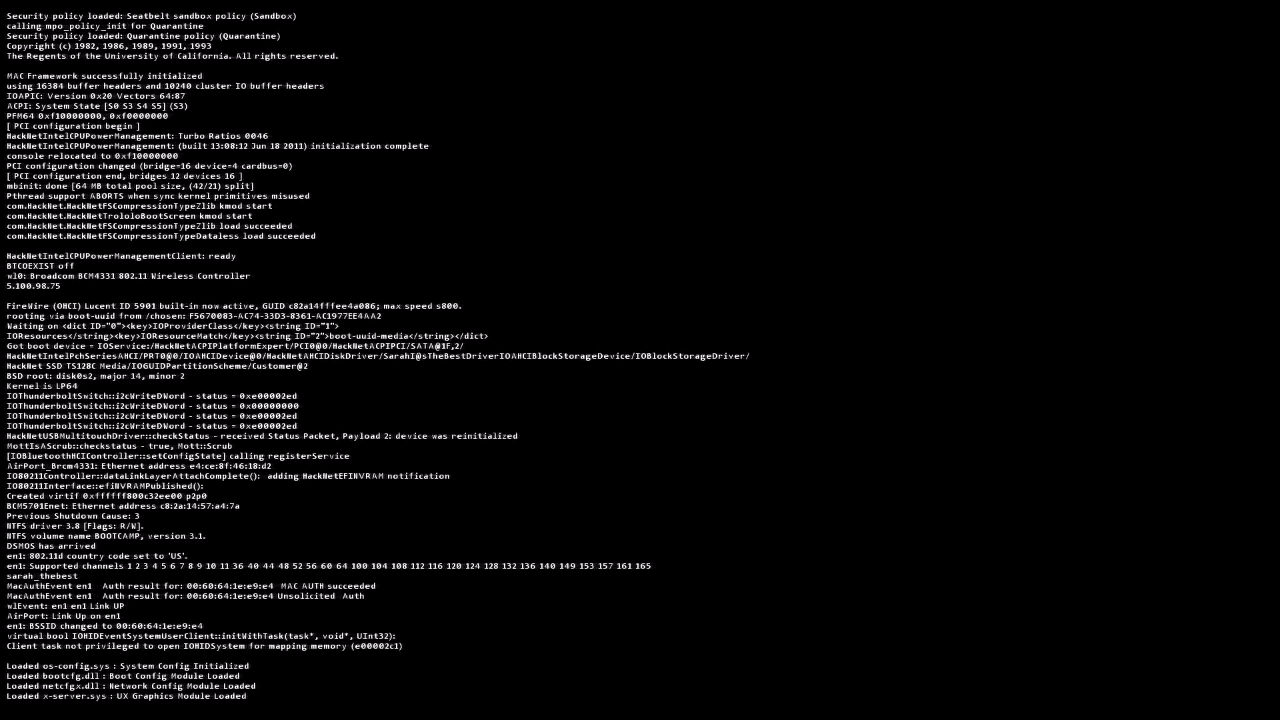 Security policy loaded: Seatbelt sandbox policy (Sandbox)
calling mpo_policy_init for Quarantine
Security policy loaded: Quarantine policy (Quarantine)
Copyright (c) 1982, 1986, 1989, 1991, 1993
The Regents of the University of California. All rights reserved.
MAC Framework successfully initialized
using 16384 buffer headers and 10240 cluster IO buffer headers
IOAPIC: Version 0x20 Vectors 64:87
ACPI: System State [S0 S3 S4 S5] (S3)
PFM64 0xf10000000, 0xf0000000
[ PCI configuration begin ]
HackNetIntelCPUPowerManagement: Turbo Ratios 0046
HackNetIntelCPUPowerManagement: (built 13:08:12 Jun 18 2011) initialization complete
console relocated to 0xf10000000
PCI configuration changed (bridge=16 device=4 cardbus=0)
[ PCI configuration end, bridges 12 devices 16 ]
mbinit: done [64 MB total pool size, (42/21) split]
Pthread support ABORTS when sync kernel primitives misused
com.HackNet.HackNetFSCompressionTypeZlib kmod start
com.HackNet.HackNetTrololoBootScreen kmod start
com.HackNet.HackNetFSCompressionTypeZlib load succeeded
com.HackNet.HackNetFSCompressionTypeDataless load succeeded
HackNetIntelCPUPowerManagementClient: ready
BTCOEXIST off
wl0: Broadcom BCM4331 802.11 Wireless Controller
5.100.98.75
FireWire (OHCI) Lucent ID 5901 built-in now active, GUID c82a14fffee4a086; max speed s800.
rooting via boot-uuid from /chosen: F5670083-AC74-33D3-8361-AC1977EE4AA2
Waiting on <dict ID="0"><key>IOProviderClass</key><string ID="1">
IOResources</string><key>IOResourceMatch</key><string ID="2">boot-uuid-media</string></dict>
Got boot device = IOService:/HackNetACPIPlatformExpert/PCI0@0/HackNetACPIPCI/SATA@1F,2/
HackNetIntelPchSeriesAHCI/PRT0@0/IOAHCIDevice@0/HackNetAHCIDiskDriver/SarahI@sTheBestDriverIOAHCIBlockStorageDevice/IOBlockStorageDriver/
HackNet SSD TS128C Media/IOGUIDPartitionScheme/Customer@2
BSD root: disk0s2, major 14, minor 2
Kernel is LP64
IOThunderboltSwitch::i2cWriteDWord - status = 0xe00002ed
IOThunderboltSwitch::i2cWriteDWord - status = 0x00000000
IOThunderboltSwitch::i2cWriteDWord - status = 0xe00002ed
IOThunderboltSwitch::i2cWriteDWord - status = 0xe00002ed
HackNetUSBMultitouchDriver::checkStatus - received Status Packet, Payload 2: device was reinitialized
MottIsAScrub::checkstatus - true, Mott::Scrub
[IOBluetoothHCIController::setConfigState] calling registerService
AirPort_Brcm4331: Ethernet address e4:ce:8f:46:18:d2
IO80211Controller::dataLinkLayerAttachComplete():  adding HackNetEFINVRAM notification
IO80211Interface::efiNVRAMPublished():
Created virtif 0xffffff800c32ee00 p2p0
BCM5701Enet: Ethernet address c8:2a:14:57:a4:7a
Previous Shutdown Cause: 3
NTFS driver 3.8 [Flags: R/W].
NTFS volume name BOOTCAMP, version 3.1.
DSMOS has arrived
en1: 802.11d country code set to 'US'.
en1: Supported channels 1 2 3 4 5 6 7 8 9 10 11 36 40 44 48 52 56 60 64 100 104 108 112 116 120 124 128 132 136 140 149 153 157 161 165
sarah_thebest
MacAuthEvent en1   Auth result for: 00:60:64:1e:e9:e4  MAC AUTH succeeded
MacAuthEvent en1   Auth result for: 00:60:64:1e:e9:e4 Unsolicited  Auth
wlEvent: en1 en1 Link UP
AirPort: Link Up on en1
en1: BSSID changed to 00:60:64:1e:e9:e4
virtual bool IOHIDEventSystemUserClient::initWithTask(task*, void*, UInt32):
Client task not privileged to open IOHIDSystem for mapping memory (e00002c1)
Loaded os-config.sys : System Config Initialized
Loaded bootcfg.dll : Boot Config Module Loaded
Loaded netcfgx.dll : Network Config Module Loaded
Loaded x-server.sys : UX Graphics Module Loaded